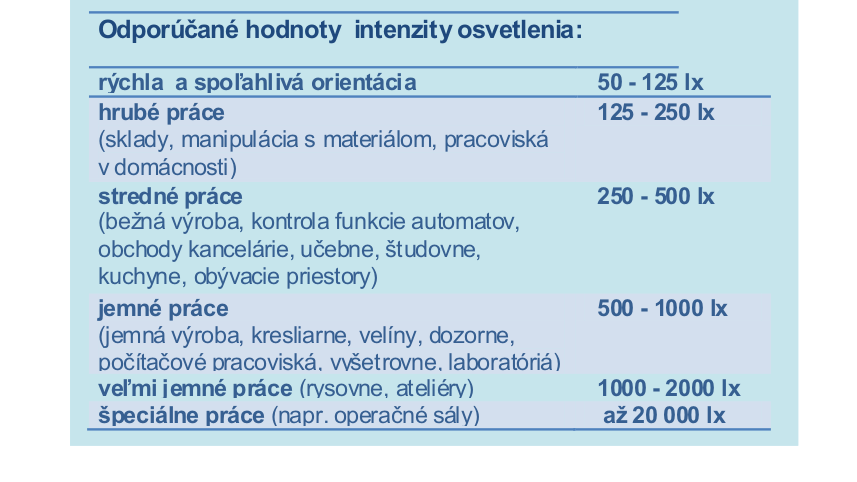 Odporúčané hodnoty intenzity osvetlenia:
rýchla a spoľahlivá orientácia 50 - 125 lx
hrubé práce 125 - 250 lx
(sklady, manipulácia s materiálom, pracoviská
v domácnosti)
stredné práce 250 - 500 lx
(bežná výroba, kontrola funkcie automatov,
obchody kancelárie, učebne, študovne,
kuchyne, obývacie priestory)
jemné práce 500 - 1000 lx
(jemná výroba, kresliarne, velíny, dozorne,
počítačové pracoviská, vyšetrovne, laboratóriá)
veľmi jemné práce (rysovne, ateliéry) 1000 - 2000 lx
špeciálne práce (napr. operačné sály) až 20 000 lx